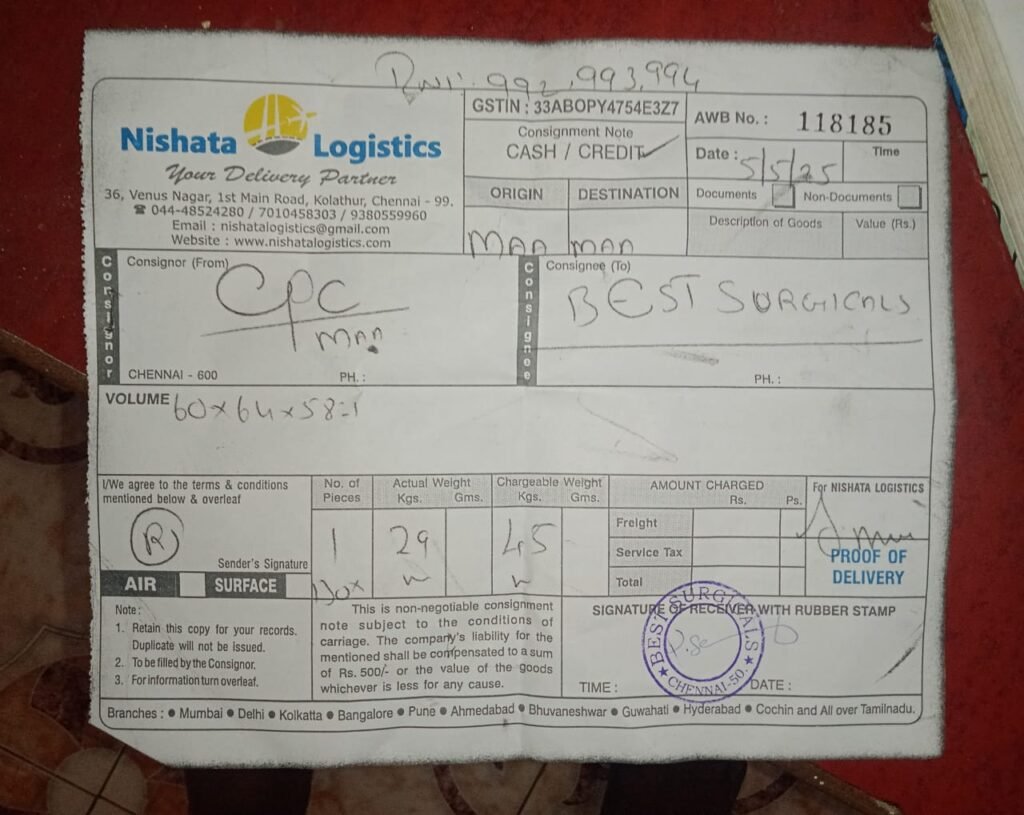 992, 993, 994
Nishata Logistics
Your Delivery Partner
36, Venus Nagar, 1st Main Road, Kolathur, Chennai - 99.
☎ 044-48524280 / 7010458303 / 9380559960
Email : nishatalogistics@gmail.com
Website : www.nishatalogistics.com
GSTIN : 33ABOPY4754E3Z7
Consignment Note
CASH / CREDIT ✓
ORIGIN DESTINATION
MAA MAA
AWB No. : 118185
Date : 5/5/25 Time
Documents Non-Documents
Description of Goods Value (Rs.)
Consignor
Consignor (From)
CPC
MAA
CHENNAI - 600 PH. :
Consignee
Consignee (To)
BEST SURGICALS
PH. :
VOLUME 60×64×58=1
I/We agree to the terms & conditions
mentioned below & overleaf
R
Sender's Signature
AIR SURFACE
No. of Pieces
1
Box
Actual Weight
Kgs. Gms.
29
Chargeable Weight
Kgs. Gms.
45
AMOUNT CHARGED
Rs. Ps.
Freight
Service Tax
Total
For NISHATA LOGISTICS
PROOF OF
DELIVERY
Note :
1. Retain this copy for your records.
Duplicate will not be issued.
2. To be filled by the Consignor.
3. For information turn overleaf.
This is non-negotiable consignment
note subject to the conditions of
carriage. The company's liability for the
mentioned shall be compensated to a sum
of Rs. 500/- or the value of the goods
whichever is less for any cause.
SIGNATURE OF RECEIVER WITH RUBBER STAMP
BEST SURGICALS
★ CHENNAI-50. ★
TIME : DATE :
Branches : ● Mumbai ● Delhi ● Kolkatta ● Bangalore ● Pune ● Ahmedabad ● Bhuvaneshwar ● Guwahati ● Hyderabad ● Cochin and All over Tamilnadu.